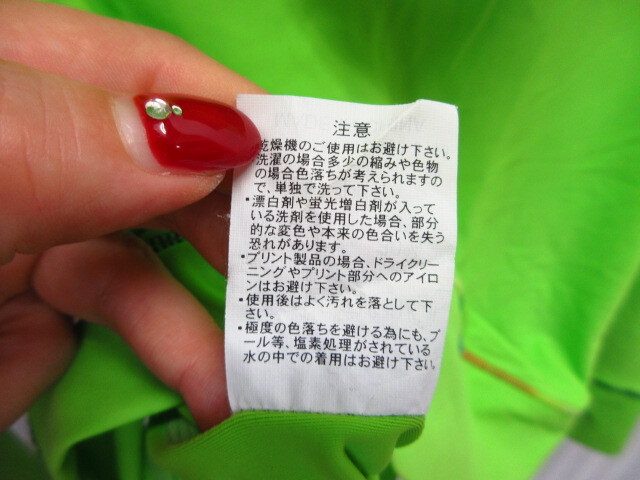 注意
乾燥機のご使用はお避け下さい。
洗濯の場合多少の縮みや色物
の場合色落ちが考えられますの
で、単独で洗って下さい。
・漂白剤や蛍光増白剤が入って
いる洗剤を使用した場合、部分
的な変色や本来の色合いを失う
恐れがあります。
・プリント製品の場合、ドライクリー
ニングやプリント部分へのアイロ
ンはお避け下さい。
・使用後はよく汚れを落として下
さい。
・極度の色落ちを避ける為にも、プ
ール等、塩素処理がされている
水の中での着用はお避け下さい。